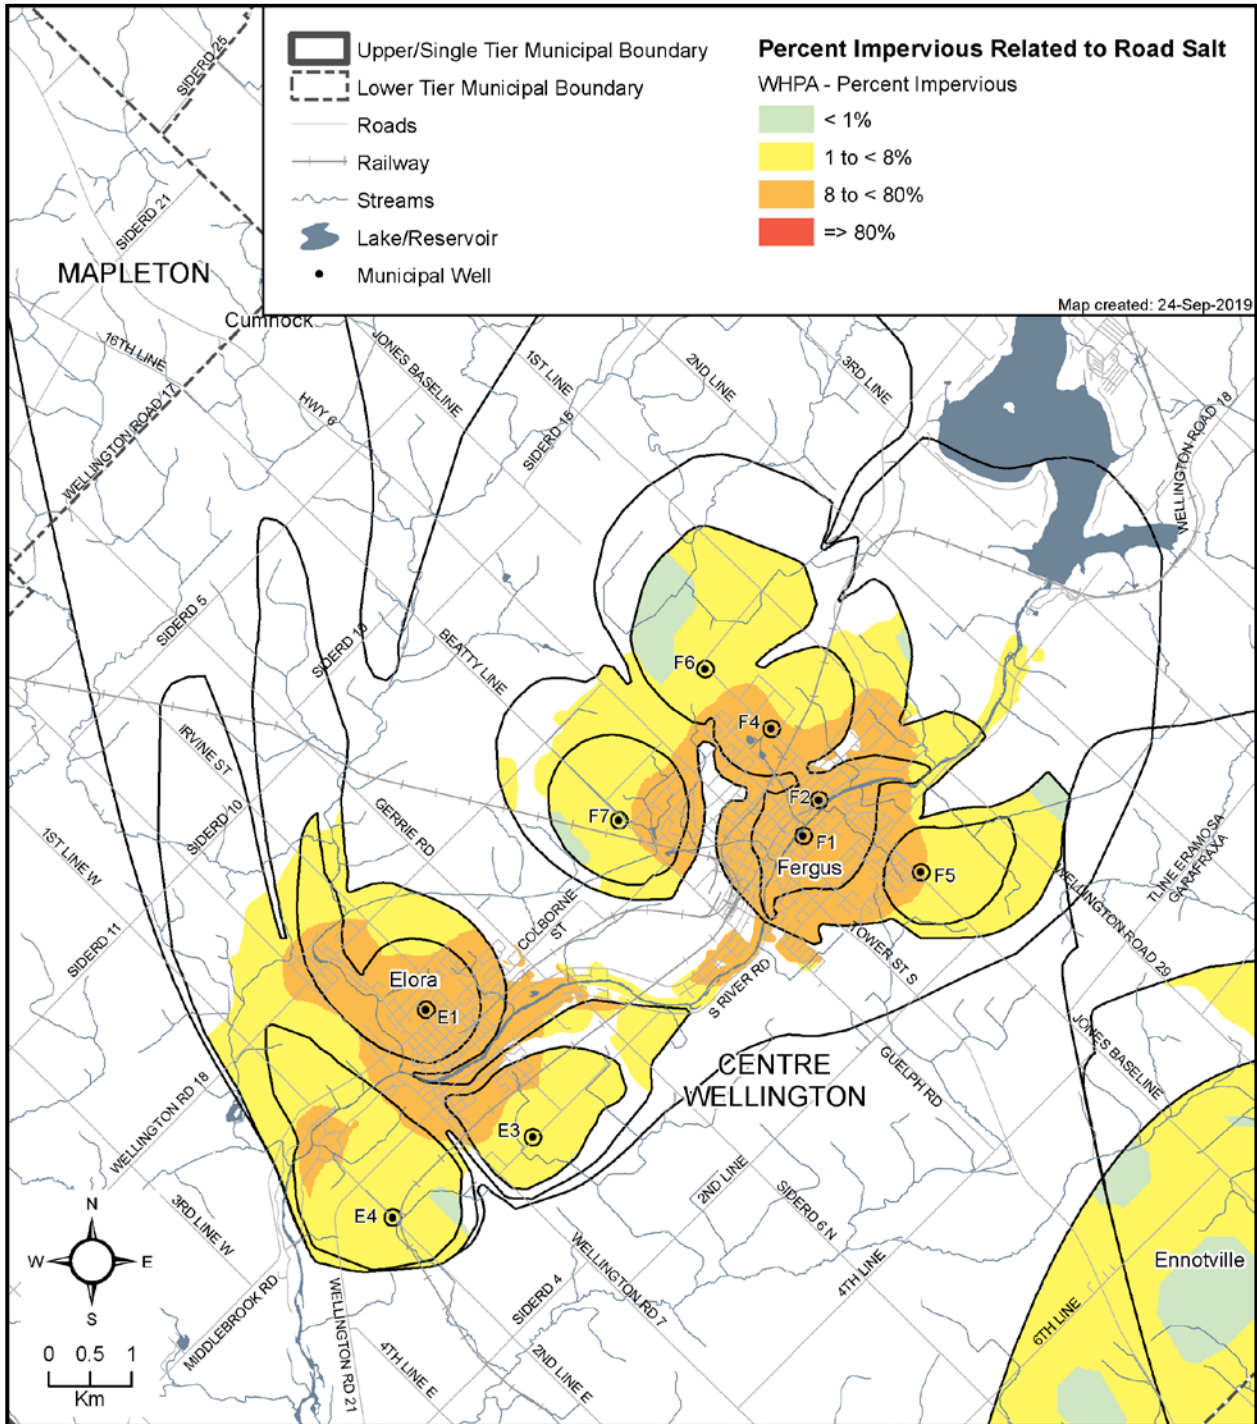 SIDERD 25
Upper/Single Tier Municipal Boundary
Lower Tier Municipal Boundary
Roads
Railway
Streams
Lake/Reservoir
Municipal Well
Percent Impervious Related to Road Salt
WHPA - Percent Impervious
< 1%
1 to < 8%
8 to < 80%
=> 80%
Map created: 24-Sep-2019
SIDERD 21
MAPLETON
Cumnock
16TH LINE
WELLINGTON ROAD 17
HWY 6
JONES BASELINE
1ST LINE
SIDERD 15
2ND LINE
3RD LINE
WELLINGTON ROAD 18
SIDERD 5
SIDERD 10
BEATTY LINE
IRVINE ST
SIDERD 10
GERRIE RD
1ST LINE W
SIDERD 11
F6
F4
F7
F2
F1
Fergus
F5
COLBORNE
ST
TOWER ST S
S RIVER RD
WELLINGTON ROAD 29
TLINE ERAMOSA-
GARAFRAXA
Elora
E1
E3
E4
CENTRE
WELLINGTON
GUELPH RD
JONES BASELINE
WELLINGTON RD 18
3RD LINE W
MIDDLEBROOK RD
WELLINGTON RD 21
4TH LINE E
2ND LINE E
SIDERD 4
WELLINGTON RD 7
2ND LINE
SIDERD 6 N
4TH LINE
6TH LINE
Ennotville
N
W
E
S
0 0.5 1
Km